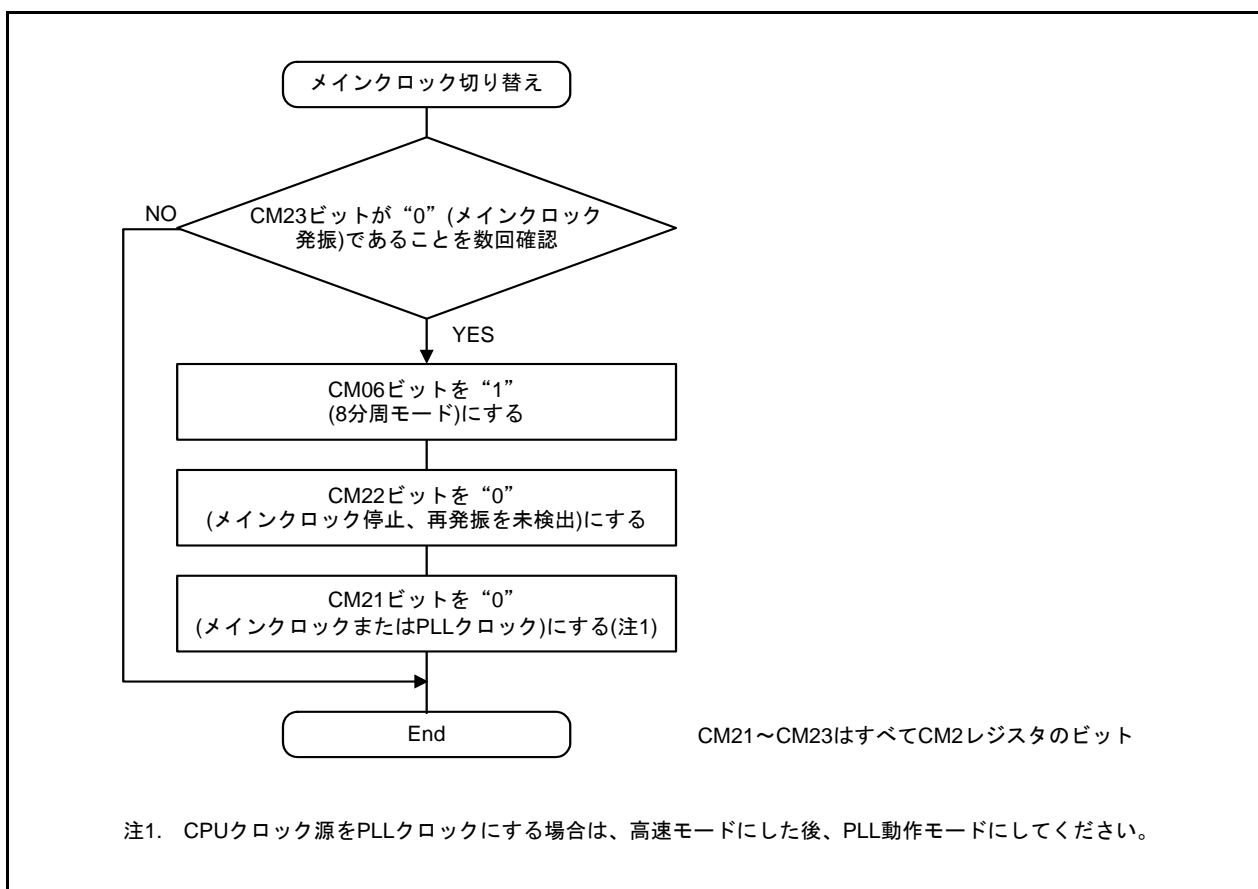 メインクロック切り替え
CM23ビットが“0”(メインクロック
発振)であることを数回確認
NO
YES
CM06ビットを“1”
(8分周モード)にする
CM22ビットを“0”
(メインクロック停止、再発振を未検出)にする
CM21ビットを“0”
(メインクロックまたはPLLクロック)にする(注1)
End
CM21～CM23はすべてCM2レジスタのビット
注1. CPUクロック源をPLLクロックにする場合は、高速モードにした後、PLL動作モードにしてください。